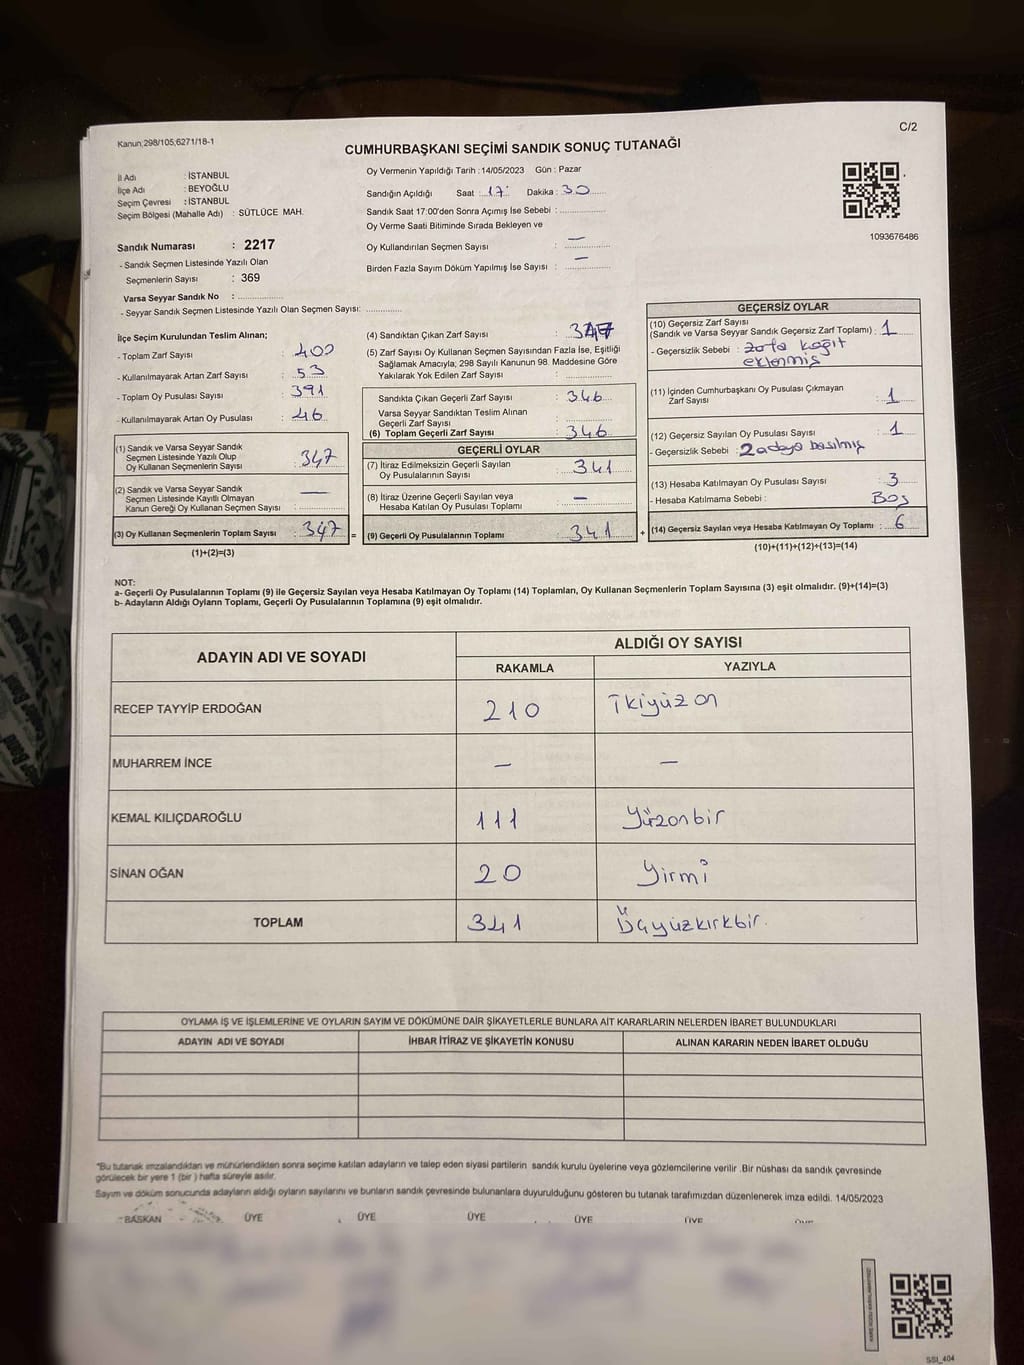 Kanun;298/105;6271/18-1
C/2
CUMHURBAŞKANI SEÇİMİ SANDIK SONUÇ TUTANAĞI
İl Adı : İSTANBUL
İlçe Adı : BEYOĞLU
Seçim Çevresi : İSTANBUL
Seçim Bölgesi (Mahalle Adı) : SÜTLÜCE MAH.
Sandık Numarası : 2217
- Sandık Seçmen Listesinde Yazılı Olan
Seçmenlerin Sayısı : 369
Varsa Seyyar Sandık No :
- Seyyar Sandık Seçmen Listesinde Yazılı Olan Seçmen Sayısı:
Oy Vermenin Yapıldığı Tarih :14/05/2023 Gün : Pazar
Sandığın Açıldığı Saat : 17 Dakika : 30
Sandık Saat 17:00'den Sonra Açımış İse Sebebi :
Oy Verme Saati Bitiminde Sırada Bekleyen ve
Oy Kullandırılan Seçmen Sayısı : —
Birden Fazla Sayım Döküm Yapılmış İse Sayısı : —
1093676486
İlçe Seçim Kurulundan Teslim Alınan;
- Toplam Zarf Sayısı : 400
- Kullanılmayarak Artan Zarf Sayısı : 53
- Toplam Oy Pusulası Sayısı : 391
- Kullanılmayarak Artan Oy Pusulası : 46
(1) Sandık ve Varsa Seyyar Sandık
Seçmen Listesinde Yazılı Olup
Oy Kullanan Seçmenlerin Sayısı : 347
(2) Sandık ve Varsa Seyyar Sandık
Seçmen Listesinde Kayıtlı Olmayan
Kanun Gereği Oy Kullanan Seçmen Sayısı : —
(3) Oy Kullanan Seçmenlerin Toplam Sayısı : 347 =
(1)+(2)=(3)
(4) Sandıktan Çıkan Zarf Sayısı : 347
(5) Zarf Sayısı Oy Kullanan Seçmen Sayısından Fazla İse, Eşitliği
Sağlamak Amacıyla; 298 Sayılı Kanunun 98. Maddesine Göre
Yakılarak Yok Edilen Zarf Sayısı :
Sandıkta Çıkan Geçerli Zarf Sayısı : 346
Varsa Seyyar Sandıktan Teslim Alınan
Geçerli Zarf Sayısı :
(6) Toplam Geçerli Zarf Sayısı : 346
GEÇERLİ OYLAR
(7) İtiraz Edilmeksizin Geçerli Sayılan
Oy Pusulalarının Sayısı : 341
(8) İtiraz Üzerine Geçerli Sayılan veya
Hesaba Katılan Oy Pusulası Toplamı : —
(9) Geçerli Oy Pusulalarının Toplamı : 341 +
GEÇERSİZ OYLAR
(10) Geçersiz Zarf Sayısı
(Sandık ve Varsa Seyyar Sandık Geçersiz Zarf Toplamı) : 1
- Geçersizlik Sebebi : zarfa kağıt
eklenmiş
(11) İçinden Cumhurbaşkanı Oy Pusulası Çıkmayan
Zarf Sayısı : 1
(12) Geçersiz Sayılan Oy Pusulası Sayısı : 1
- Geçersizlik Sebebi : 2 adaya basılmış
(13) Hesaba Katılmayan Oy Pusulası Sayısı : 3
- Hesaba Katılmama Sebebi : Boş
(14) Geçersiz Sayılan veya Hesaba Katılmayan Oy Toplamı : 6
(10)+(11)+(12)+(13)=(14)
NOT:
a- Geçerli Oy Pusulalarının Toplamı (9) ile Geçersiz Sayılan veya Hesaba Katılmayan Oy Toplamı (14) Toplamları, Oy Kullanan Seçmenlerin Toplam Sayısına (3) eşit olmalıdır. (9)+(14)=(3)
b- Adayların Aldığı Oyların Toplamı, Geçerli Oy Pusulalarının Toplamına (9) eşit olmalıdır.
ADAYIN ADI VE SOYADI
ALDIĞI OY SAYISI
RAKAMLA YAZIYLA
RECEP TAYYİP ERDOĞAN 210 İkiyüz on
MUHARREM İNCE — —
KEMAL KILIÇDAROĞLU 111 Yüzonbir
SİNAN OĞAN 20 Yirmi
TOPLAM 341 Üçyüzkırkbir.
OYLAMA İŞ VE İŞLEMLERİNE VE OYLARIN SAYIM VE DÖKÜMÜNE DAİR ŞİKAYETLERLE BUNLARA AİT KARARLARIN NELERDEN İBARET BULUNDUKLARI
ADAYIN ADI VE SOYADI İHBAR İTİRAZ VE ŞİKAYETİN KONUSU ALINAN KARARIN NEDEN İBARET OLDUĞU
*Bu tutanak imzalandıktan ve mühürlendikten sonra seçime katılan adayların ve talep eden siyasi partilerin sandık kurulu üyelerine veya gözlemcilerine verilir .Bir nüshası da sandık çevresinde
görülecek bir yere 1 (bir ) hafta süreyle asılır.
Sayım ve döküm sonucunda adayların aldığı oyların sayılarını ve bunların sandık çevresinde bulunanlara duyurulduğunu gösteren bu tutanak tarafımızdan düzenlenerek imza edildi. 14/05/2023
BAŞKAN ÜYE ÜYE ÜYE ÜYE ÜYE
SSI_404